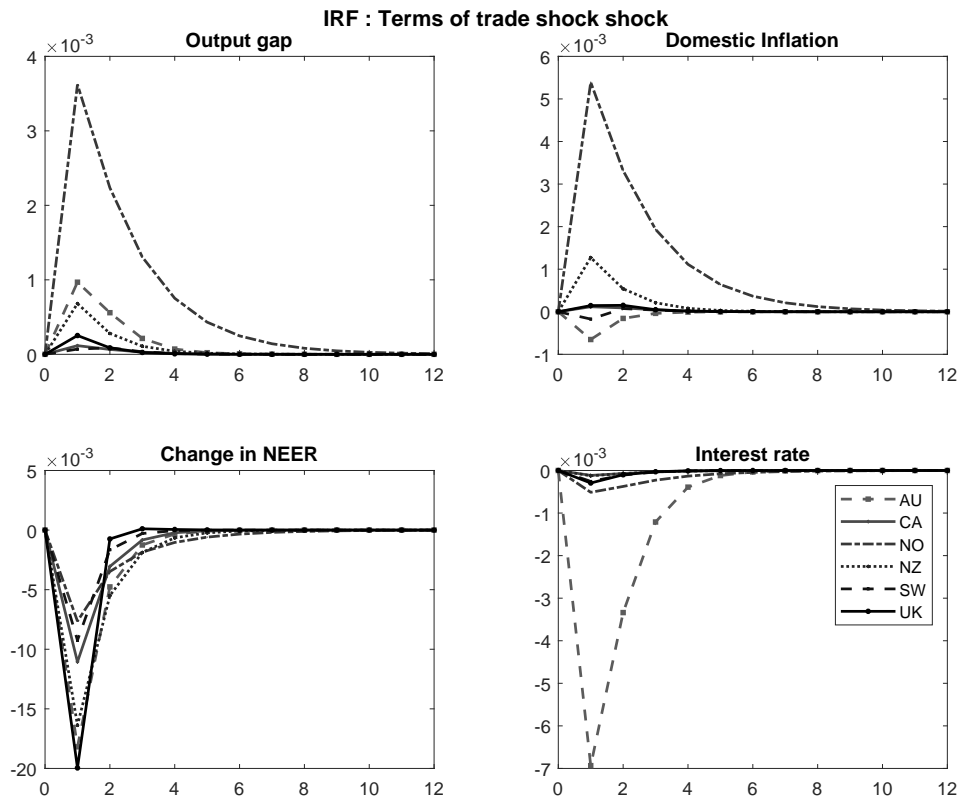 IRF : Terms of trade shock shock
Output gap
×10⁻³
4
3
2
1
0
0 2 4 6 8 10 12
Domestic Inflation
×10⁻³
6
5
4
3
2
1
0
-1
0 2 4 6 8 10 12
Change in NEER
×10⁻³
5
0
-5
-10
-15
-20
0 2 4 6 8 10 12
Interest rate
×10⁻³
0
-1
-2
-3
-4
-5
-6
-7
0 2 4 6 8 10 12
AU
CA
NO
NZ
SW
UK